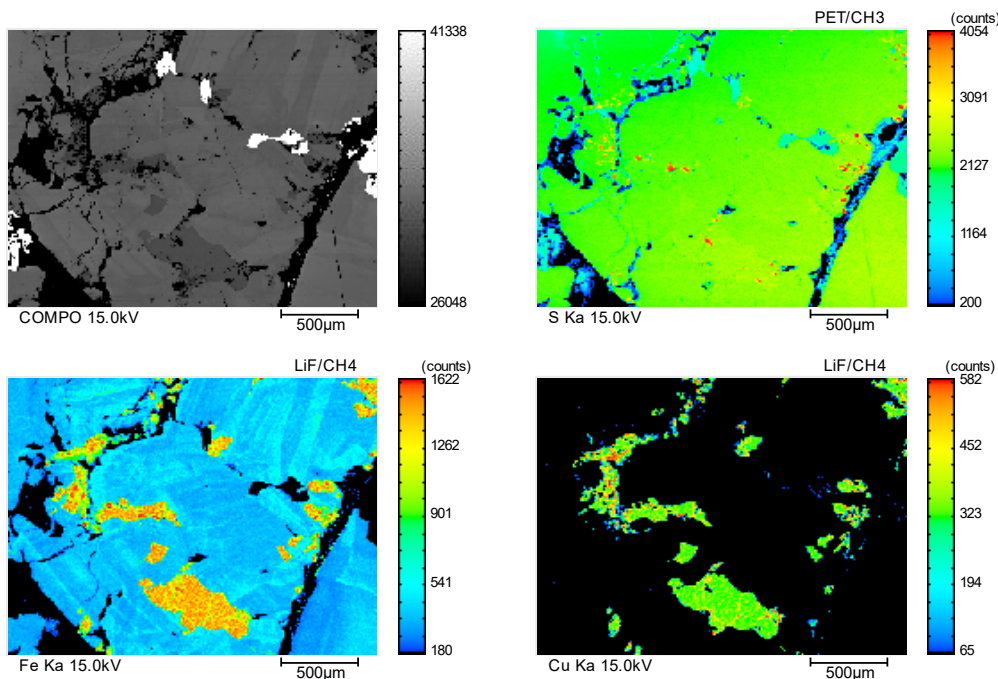 41338
26048
COMPO 15.0kV
500µm
PET/CH3
(counts)
4054
3091
2127
1164
200
S Ka 15.0kV
500µm
LiF/CH4
(counts)
1622
1262
901
541
180
Fe Ka 15.0kV
500µm
LiF/CH4
(counts)
582
452
323
194
65
Cu Ka 15.0kV
500µm